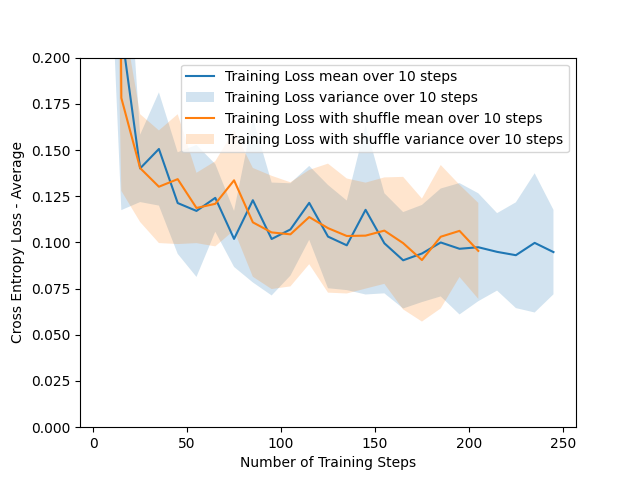 Training Loss mean over 10 steps
Training Loss variance over 10 steps
Training Loss with shuffle mean over 10 steps
Training Loss with shuffle variance over 10 steps
0.200
0.175
0.150
0.125
0.100
0.075
0.050
0.025
0.000
Cross Entropy Loss - Average
0 50 100 150 200 250
Number of Training Steps